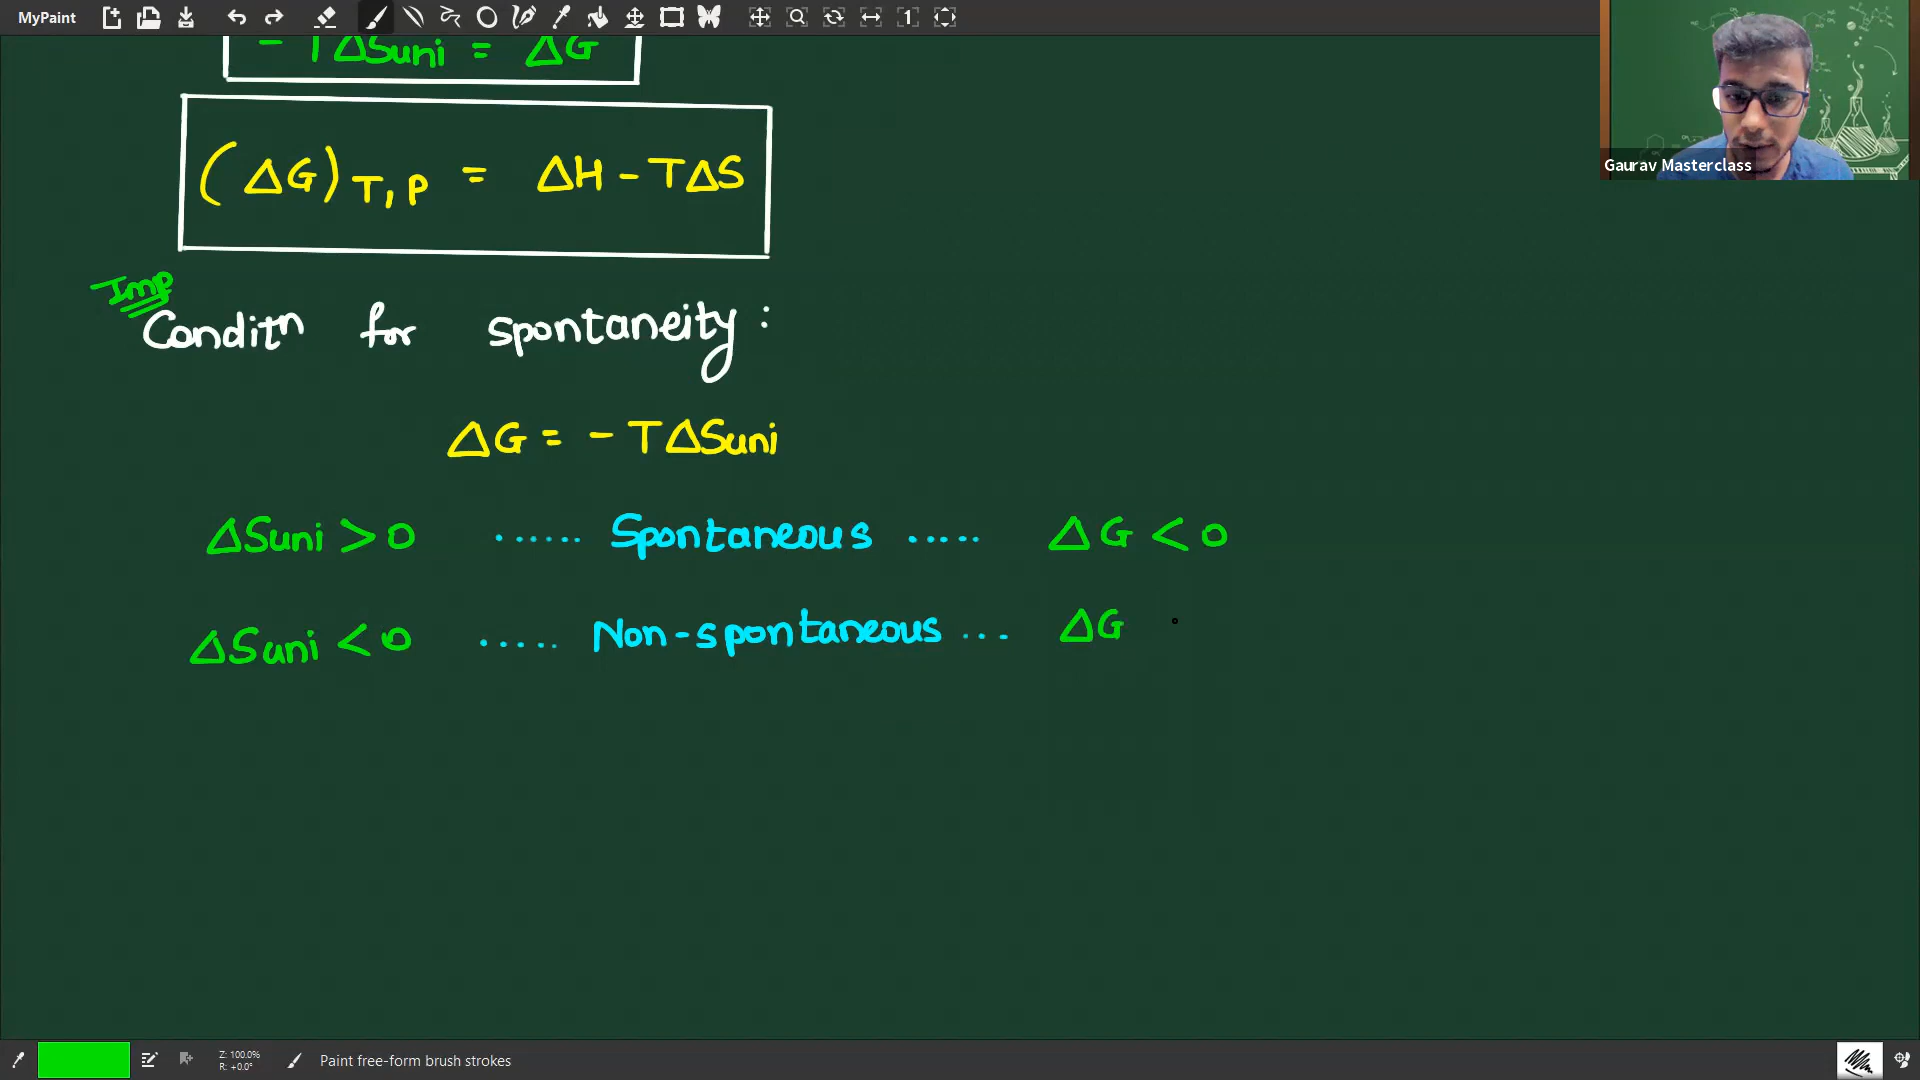 MyPaint
- TΔSuni = ΔG
(ΔG)T,P = ΔH - TΔS
Gaurav Masterclass
Imp
Conditn for spontaneity :
ΔG = - TΔSuni
ΔSuni > 0 ...... Spontaneous ..... ΔG < 0
ΔSuni < 0 ..... Non-spontaneous ... ΔG
Z: 100.0%
R: +0.0°
Paint free-form brush strokes